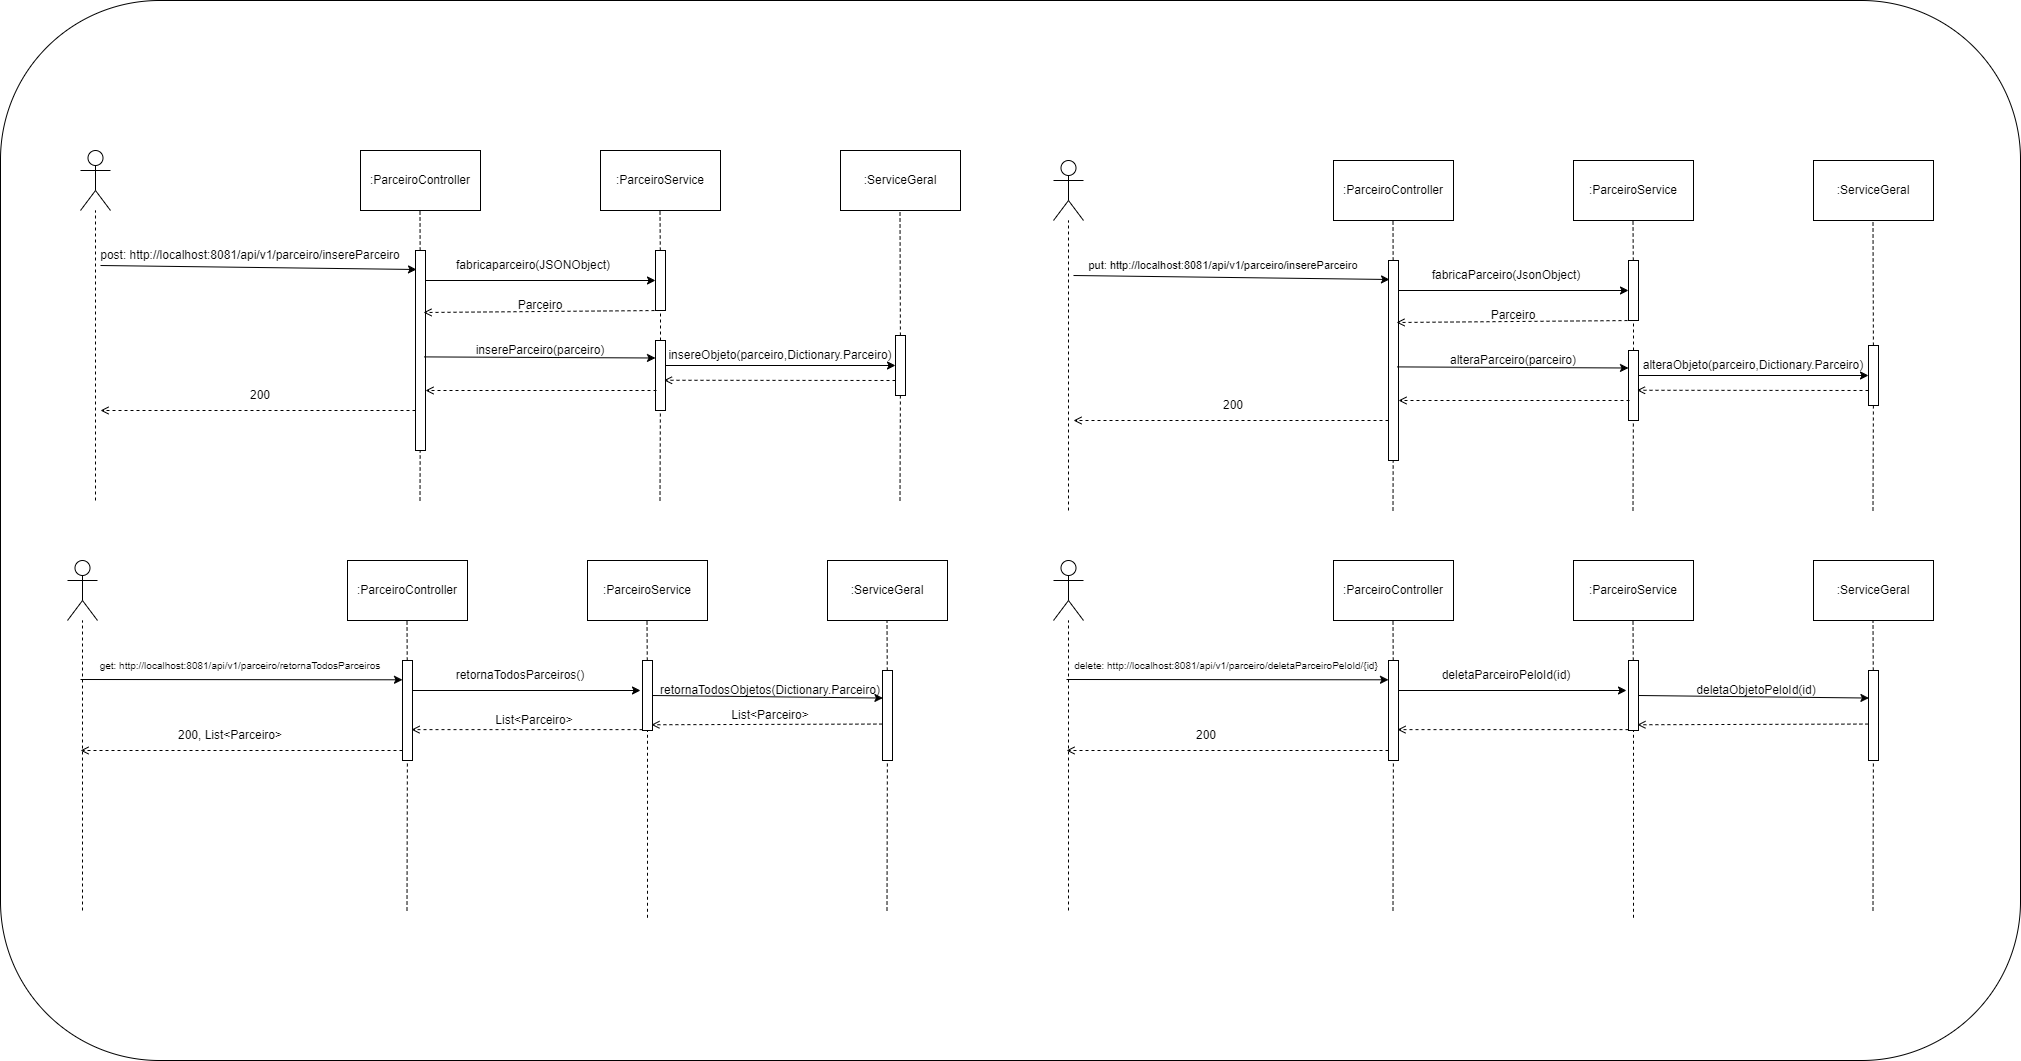 :ParceiroController
:ParceiroService
:ServiceGeral
post: http://localhost:8081/api/v1/parceiro/insereParceiro
fabricaparceiro(JSONObject)
Parceiro
insereParceiro(parceiro)
insereObjeto(parceiro,Dictionary.Parceiro)
200
:ParceiroController
:ParceiroService
:ServiceGeral
put: http://localhost:8081/api/v1/parceiro/insereParceiro
fabricaParceiro(JsonObject)
Parceiro
alteraParceiro(parceiro)
alteraObjeto(parceiro,Dictionary.Parceiro)
200
:ParceiroController
:ParceiroService
:ServiceGeral
get: http://localhost:8081/api/v1/parceiro/retornaTodosParceiros
retornaTodosParceiros()
retornaTodosObjetos(Dictionary.Parceiro)
List<Parceiro>
List<Parceiro>
200, List<Parceiro>
:ParceiroController
:ParceiroService
:ServiceGeral
delete: http://localhost:8081/api/v1/parceiro/deletaParceiroPeloId/{id}
deletaParceiroPeloId(id)
deletaObjetoPeloId(id)
200